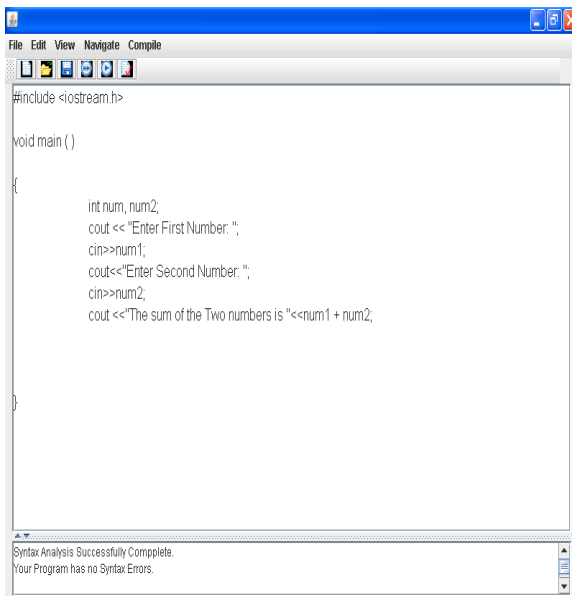 File Edit View Navigate Compile
#include <iostream.h>
void main ( )
{
int num, num2;
cout << "Enter First Number: ";
cin>>num1;
cout<<"Enter Second Number: ";
cin>>num2;
cout <<"The sum of the Two numbers is "<<num1 + num2;
}
Syntax Analysis Successfully Compplete.
Your Program has no Syntax Errors.